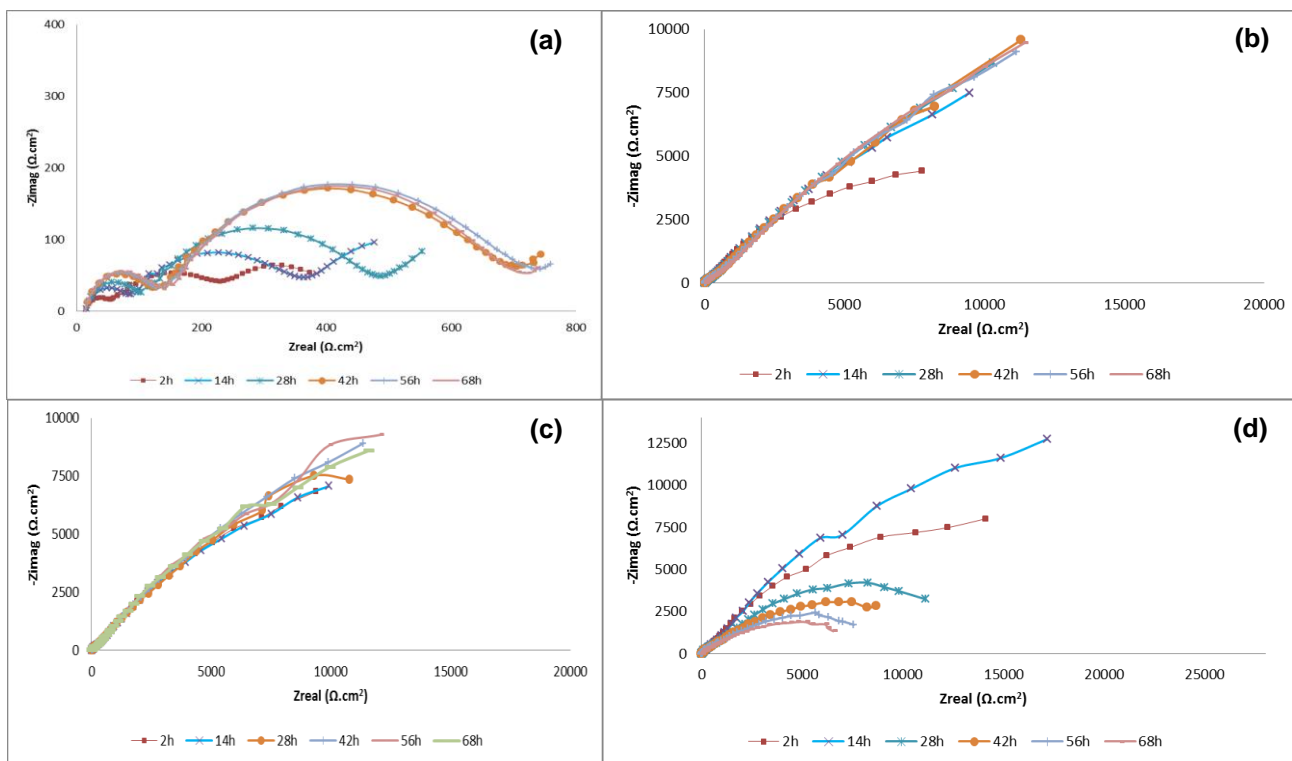 (a)
400
300
200
100
0
-Zimag (Ω.cm²)
0 200 400 600 800
Zreal (Ω.cm²)
2h 14h 28h 42h 56h 68h
(b)
10000
7500
5000
2500
0
-Zimag (Ω.cm²)
0 5000 10000 15000 20000
Zreal (Ω.cm²)
2h 14h 28h 42h 56h 68h
(c)
10000
7500
5000
2500
0
-Zimag (Ω.cm²)
0 5000 10000 15000 20000
Zreal (Ω.cm²)
2h 14h 28h 42h 56h 68h
(d)
12500
10000
7500
5000
2500
0
-Zimag (Ω.cm²)
0 5000 10000 15000 20000 25000
Zreal (Ω.cm²)
2h 14h 28h 42h 56h 68h